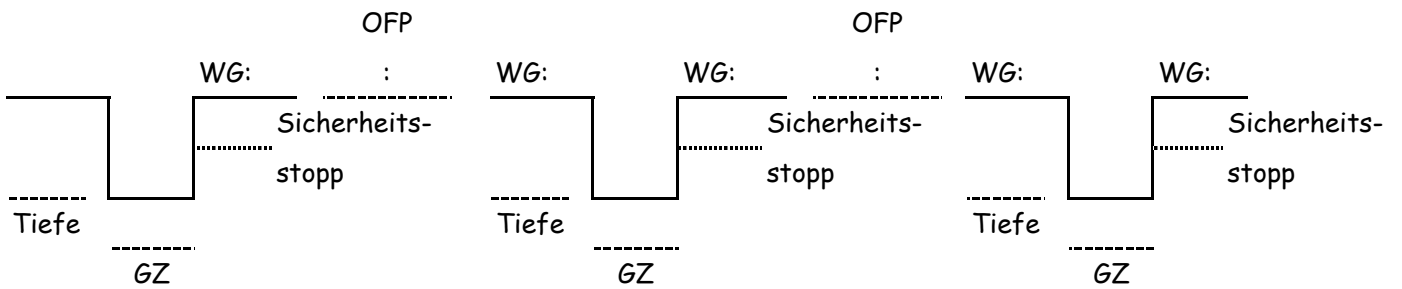 OFP OFP
WG: : WG: WG: : WG: WG:
Sicherheits- Sicherheits- Sicherheits-
stopp stopp stopp
Tiefe Tiefe Tiefe
GZ GZ GZ